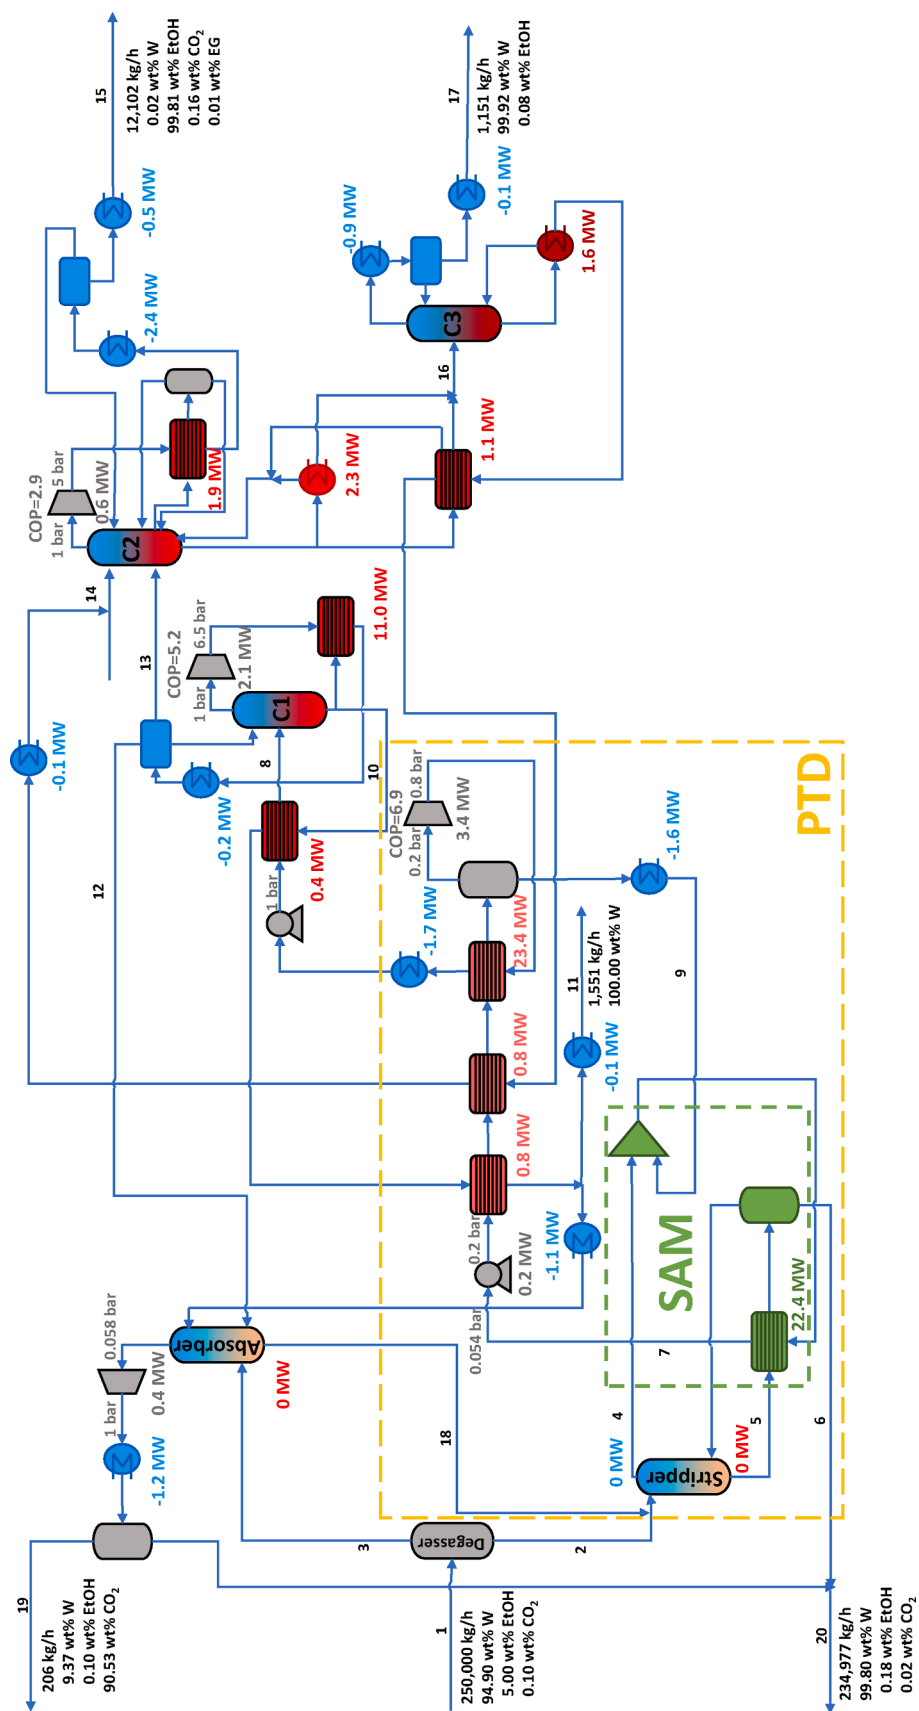 19
206 kg/h
9.37 wt% W
0.10 wt% EtOH
90.53 wt% CO₂
-1.2 MW
1 bar
0.4 MW
0.058 bar
Absorber
0 MW
3
1
250,000 kg/h
94.90 wt% W
5.00 wt% EtOH
0.10 wt% CO₂
Degasser
2
18
20
234,977 kg/h
99.80 wt% W
0.18 wt% EtOH
0.02 wt% CO₂
Stripper
0 MW
0 MW
4
5
6
7
SAM
22.4 MW
0.054 bar
0.2 bar
0.2 MW
0.8 MW
-1.1 MW
0.8 MW
-0.1 MW
11
1,551 kg/h
100.00 wt% W
9
-1.6 MW
23.4 MW
-1.7 MW
0.2 bar
COP=6.9
0.8 bar
3.4 MW
PTD
12
1 bar
0.4 MW
8
10
-0.2 MW
-0.1 MW
C1
1 bar
COP=5.2
6.5 bar
2.1 MW
11.0 MW
13
14
C2
1 bar
COP=2.9
5 bar
0.6 MW
1.9 MW
-2.4 MW
-0.5 MW
15
12,102 kg/h
0.02 wt% W
99.81 wt% EtOH
0.16 wt% CO₂
0.01 wt% EG
2.3 MW
1.1 MW
16
C3
-0.9 MW
-0.1 MW
1.6 MW
17
1,151 kg/h
99.92 wt% W
0.08 wt% EtOH